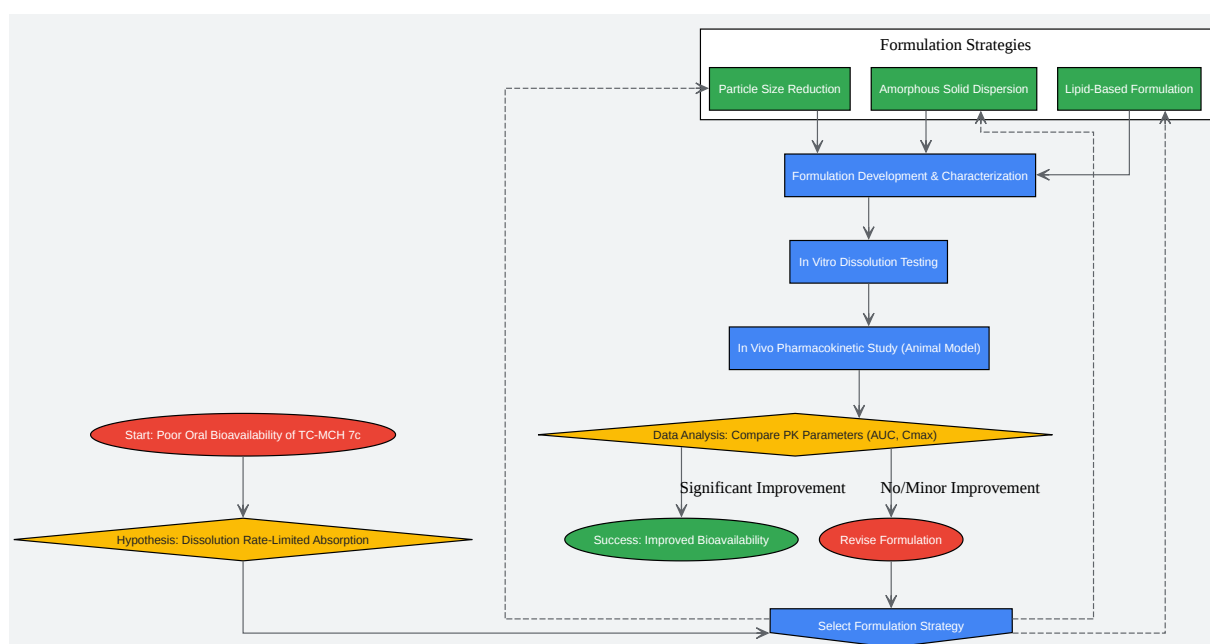 Formulation Strategies
Particle Size Reduction
Amorphous Solid Dispersion
Lipid-Based Formulation
Formulation Development & Characterization
In Vitro Dissolution Testing
In Vivo Pharmacokinetic Study (Animal Model)
Start: Poor Oral Bioavailability of TC-MCH 7c
Data Analysis: Compare PK Parameters (AUC, Cmax)
Significant Improvement
No/Minor Improvement
Hypothesis: Dissolution Rate-Limited Absorption
Success: Improved Bioavailability
Revise Formulation
Select Formulation Strategy